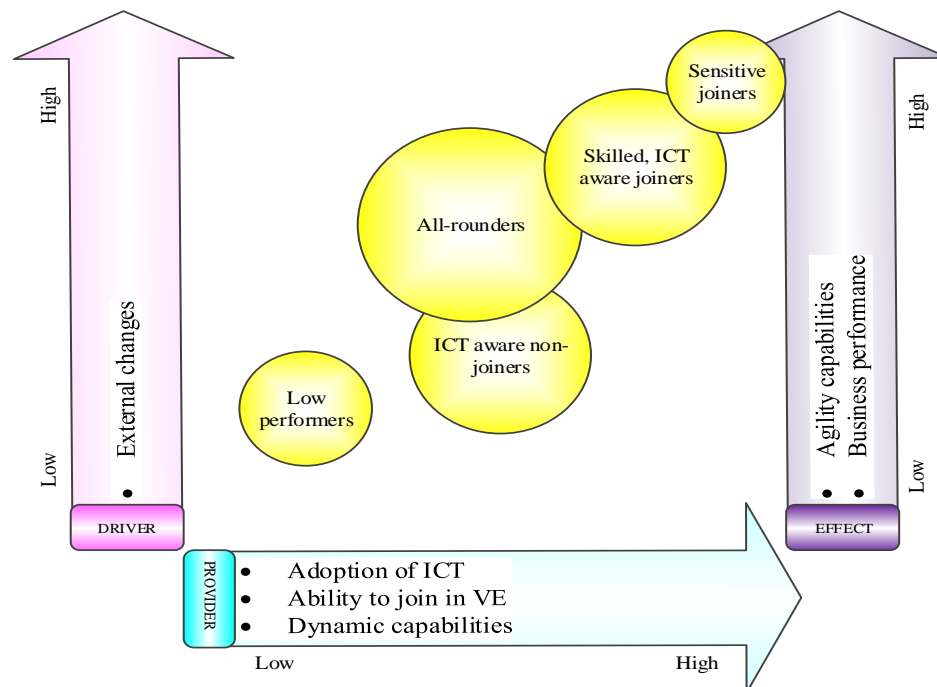 High
External changes
Low
DRIVER
Sensitive
joiners
Skilled, ICT
aware joiners
All-rounders
ICT aware non-
joiners
Low
performers
High
Agility capabilities
Business performance
Low
EFFECT
PROVIDER
Adoption of ICT
Ability to join in VE
Dynamic capabilities
Low
High